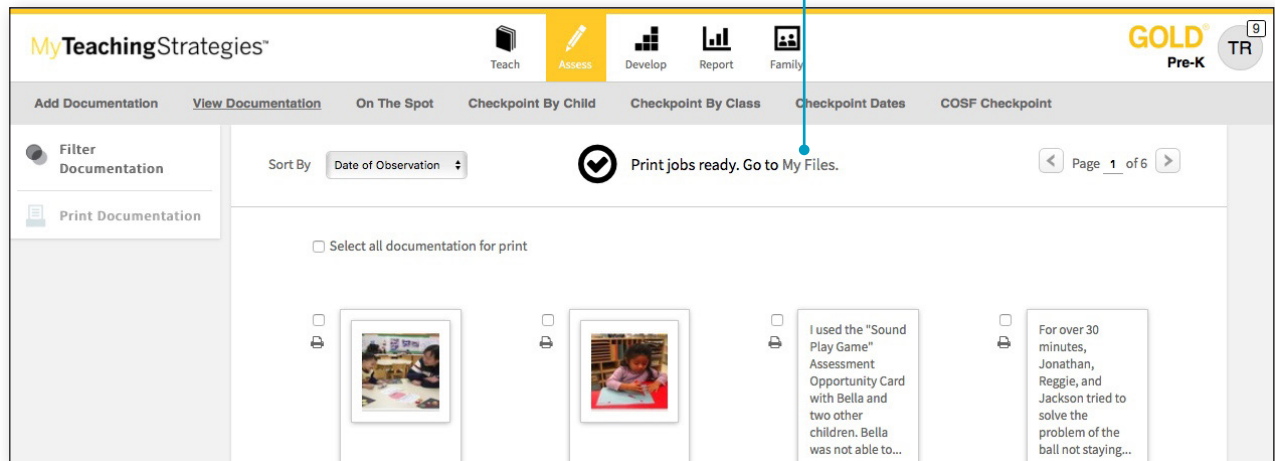 MyTeachingStrategies™
Teach
Assess
Develop
Report
Family
GOLD®
Pre-K
TR
9
Add Documentation View Documentation On The Spot Checkpoint By Child Checkpoint By Class Checkpoint Dates COSF Checkpoint
Filter
Documentation
Print Documentation
Sort By Date of Observation Print jobs ready. Go to My Files. Page 1 of 6
Select all documentation for print
I used the "Sound
Play Game"
Assessment
Opportunity Card
with Bella and
two other
children. Bella
was not able to...
For over 30
minutes,
Jonathan,
Reggie, and
Jackson tried to
solve the
problem of the
ball not staying...